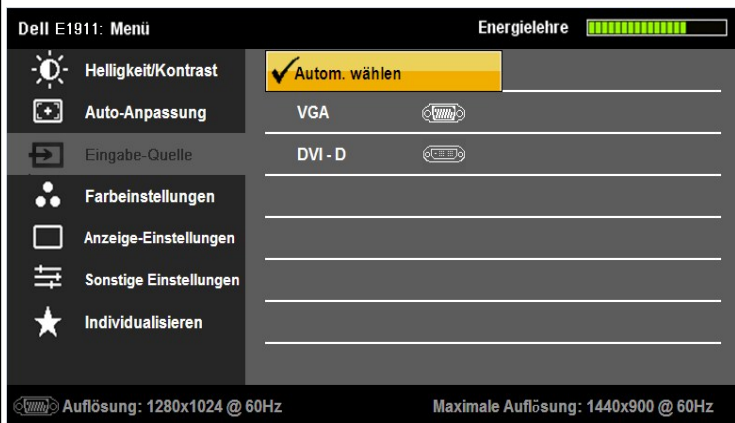 Dell E1911: Menü
Energielehre
Helligkeit/Kontrast
Autom. wählen
Auto-Anpassung
VGA
Eingabe-Quelle
DVI - D
Farbeinstellungen
Anzeige-Einstellungen
Sonstige Einstellungen
Individualisieren
Auflösung: 1280x1024 @ 60Hz
Maximale Auflösung: 1440x900 @ 60Hz